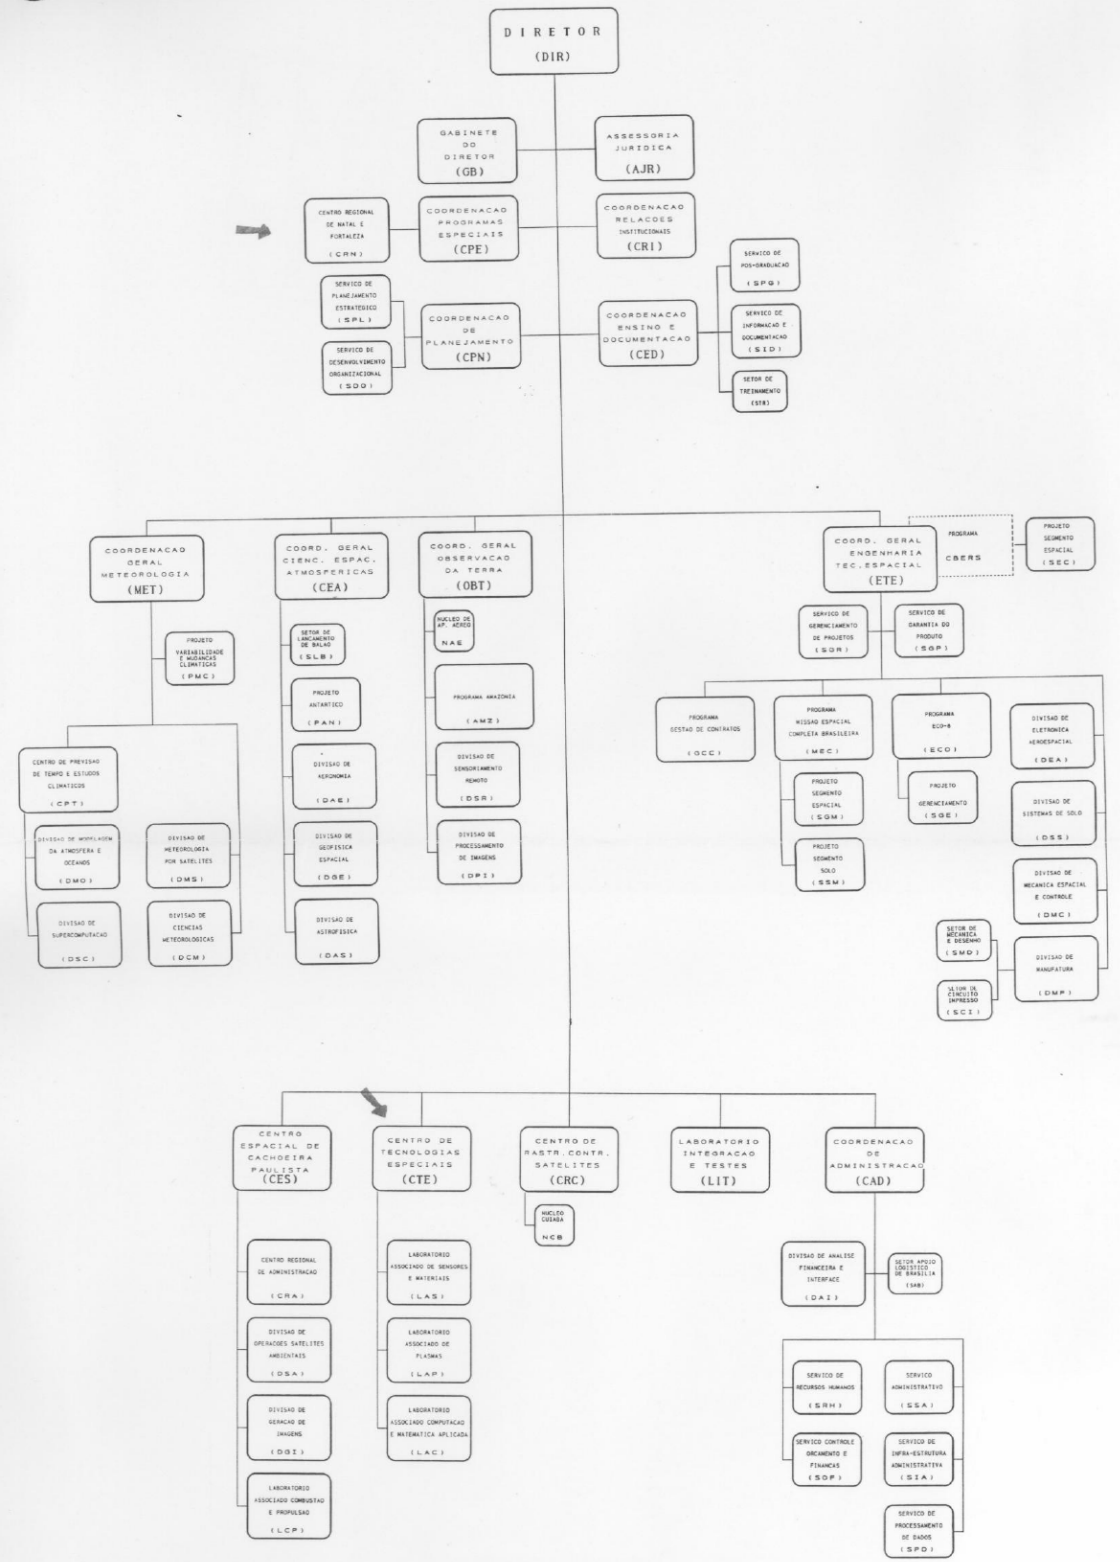 DIRETOR
(DIR)
GABINETE
DO
DIRETOR
(GB)
ASSESSORIA
JURIDICA
(AJR)
CENTRO REGIONAL
DE NATAL E
FORTALEZA
(CRN)
COORDENACAO
PROGRAMAS
ESPECIAIS
(CPE)
COORDENACAO
RELACOES
INSTITUCIONAIS
(CRI)
SERVICO DE
PLANEJAMENTO
ESTRATEGICO
(SPL)
SERVICO DE
DESENVOLVIMENTO
ORGANIZACIONAL
(SDO)
COORDENACAO
DE
PLANEJAMENTO
(CPN)
COORDENACAO
ENSINO E
DOCUMENTACAO
(CED)
SERVICO DE
POS-GRADUACAO
(SPG)
SERVICO DE
INFORMACAO E
DOCUMENTACAO
(SID)
SETOR DE
TREINAMENTO
(STR)
COORDENACAO
GERAL
METEOROLOGIA
(MET)
COORD. GERAL
CIENC. ESPAC.
ATMOSFERICAS
(CEA)
COORD. GERAL
OBSERVACAO
DA TERRA
(OBT)
COORD. GERAL
ENGENHARIA
TEC.ESPACIAL
(ETE)
PROGRAMA
CBERS
PROJETO
SEGMENTO
ESPACIAL
(SEC)
PROJETO
VARIABILIDADE
E MUDANCAS
CLIMATICAS
(PMC)
CENTRO DE PREVISAO
DE TEMPO E ESTUDOS
CLIMATICOS
(CPT)
DIVISAO DE MODELAGEM
DA ATMOSFERA E
OCEANOS
(DMO)
DIVISAO DE
SUPERCOMPUTACAO
(DSC)
DIVISAO DE
METEOROLOGIA
POR SATELITES
(DMS)
DIVISAO DE
CIENCIAS
METEOROLOGICAS
(DCM)
SETOR DE
LANCAMENTO
DE BALAO
(SLB)
PROJETO
ANTARTICO
(PAN)
DIVISAO DE
AERONOMIA
(DAE)
DIVISAO DE
GEOFISICA
ESPACIAL
(DGE)
DIVISAO DE
ASTROFISICA
(DAS)
NUCLEO DE
AP. AEREO
NAE
PROGRAMA AMAZONIA
(AMZ)
DIVISAO DE
SENSORIAMENTO
REMOTO
(DSR)
DIVISAO DE
PROCESSAMENTO
DE IMAGENS
(DPI)
SERVICO DE
GERENCIAMENTO
DE PROJETOS
(SGR)
SERVICO DE
GARANTIA DO
PRODUTO
(SGP)
PROGRAMA
GESTAO DE CONTRATOS
(GCC)
PROGRAMA
MISSAO ESPACIAL
COMPLETA BRASILEIRA
(MEC)
PROJETO
SEGMENTO
ESPACIAL
(SGM)
PROJETO
SEGMENTO
SOLO
(SSM)
PROGRAMA
ECO-8
(ECO)
PROJETO
GERENCIAMENTO
(SGE)
DIVISAO DE
ELETRONICA
AEROESPACIAL
(DEA)
DIVISAO DE
SISTEMAS DE SOLO
(DSS)
DIVISAO DE
MECANICA ESPACIAL
E CONTROLE
(DMC)
SETOR DE
MECANICA
E DESENHO
(SMD)
SETOR DE
CIRCUITO
IMPRESSO
(SCI)
DIVISAO DE
MANUFATURA
(DMF)
CENTRO
ESPACIAL DE
CACHOEIRA
PAULISTA
(CES)
CENTRO DE
TECNOLOGIAS
ESPECIAIS
(CTE)
CENTRO DE
RASTR.CONTR.
SATELITES
(CRC)
LABORATORIO
INTEGRACAO
E TESTES
(LIT)
COORDENACAO
DE
ADMINISTRACAO
(CAD)
CENTRO REGIONAL
DE ADMINISTRACAO
(CRA)
DIVISAO DE
OPERACOES SATELITES
AMBIENTAIS
(DSA)
DIVISAO DE
GERACAO DE
IMAGENS
(DGI)
LABORATORIO
ASSOCIADO COMBUSTAO
E PROPULSAO
(LCP)
LABORATORIO
ASSOCIADO DE SENSORES
E MATERIAIS
(LAS)
LABORATORIO
ASSOCIADO DE
PLASMAS
(LAP)
LABORATORIO
ASSOCIADO COMPUTACAO
E MATEMATICA APLICADA
(LAC)
NUCLEO
CUIABA
NCB
DIVISAO DE ANALISE
FINANCEIRA E
INTERFACE
(DAI)
SETOR APOIO
LOGISTICO
DE BRASILIA
(SAB)
SERVICO DE
RECURSOS HUMANOS
(SRH)
SERVICO CONTROLE
ORCAMENTO E
FINANCAS
(SOF)
SERVICO
ADMINISTRATIVO
(SSA)
SERVICO DE
INFRA-ESTRUTURA
ADMINISTRATIVA
(SIA)
SERVICO DE
PROCESSAMENTO
DE DADOS
(SPD)